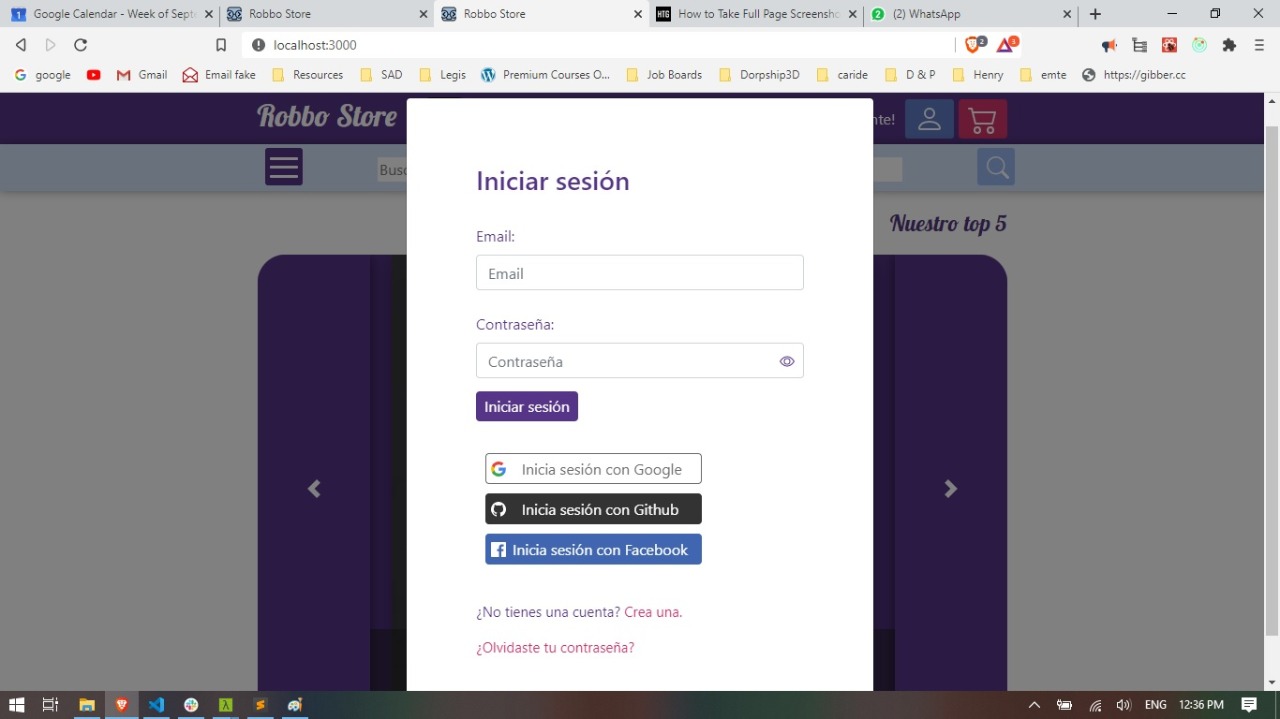 Google Calendar - Week of Sept
Robbo Store
Robbo Store
HTG
How to Take Full Page Screensho
2
(2) WhatsApp
localhost:3000
2
3
google
Gmail
Email fake
Resources
SAD
Legis
Premium Courses O...
Job Boards
Dorpship3D
caride
D & P
Henry
emte
https://gibber.cc
Robbo Store
nte!
Busc
Nuestro top 5
Iniciar sesión
Email:
Email
Contraseña:
Contraseña
Iniciar sesión
Inicia sesión con Google
Inicia sesión con Github
Inicia sesión con Facebook
¿No tienes una cuenta? Crea una.
¿Olvidaste tu contraseña?
ENG
12:36 PM